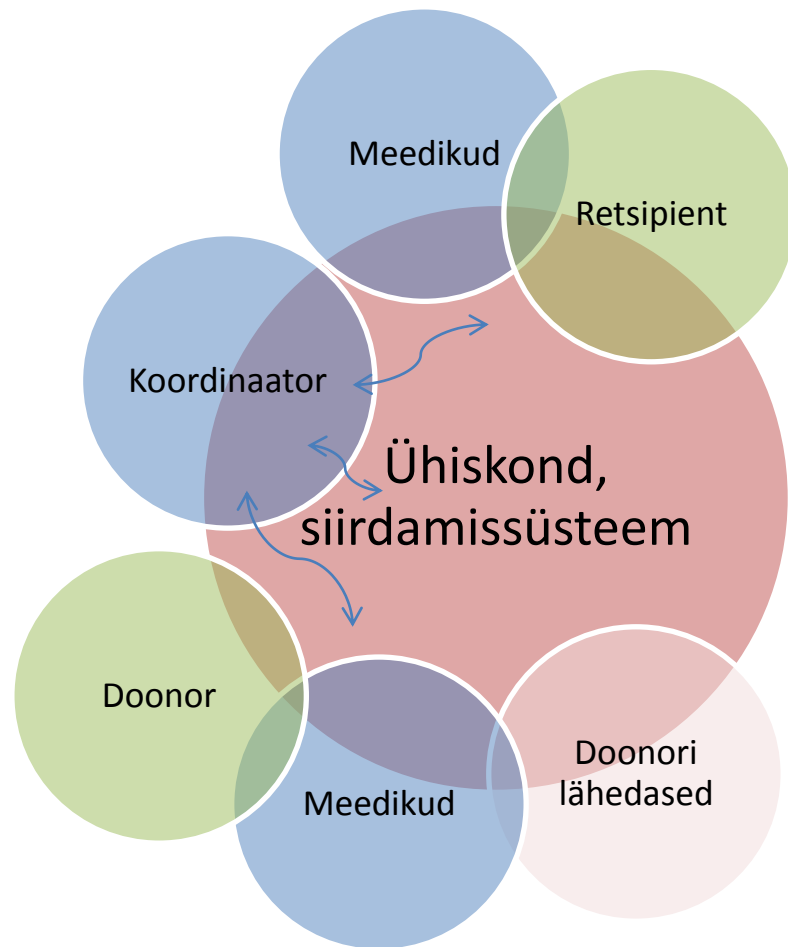 Meedikud
Retsipient
Koordinaator
Ühiskond,
siirdamissüsteem
Doonor
Meedikud
Doonori
lähedased